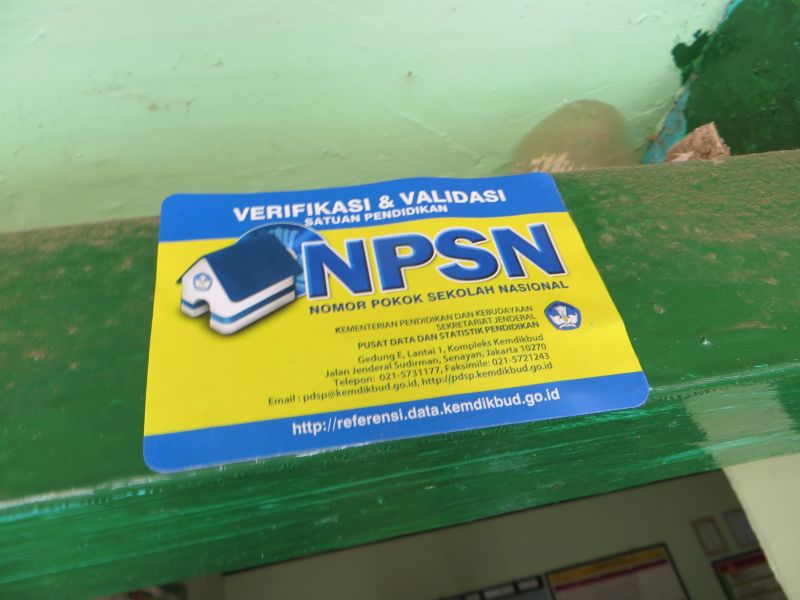 VERIFIKASI & VALIDASI
SATUAN PENDIDIKAN
NPSN
NOMOR POKOK SEKOLAH NASIONAL
KEMENTERIAN PENDIDIKAN DAN KEBUDAYAAN
SEKRETARIAT JENDERAL
PUSAT DATA DAN STATISTIK PENDIDIKAN
Gedung E, Lantai 1, Kompleks Kemdikbud
Jalan Jenderal Sudirman, Senayan, Jakarta 10270
Telepon: 021-5731177, Faksimile: 021-5721243
Email : pdsp@kemdikbud.go.id, http://pdsp.kemdikbud.go.id
http://referensi.data.kemdikbud.go.id